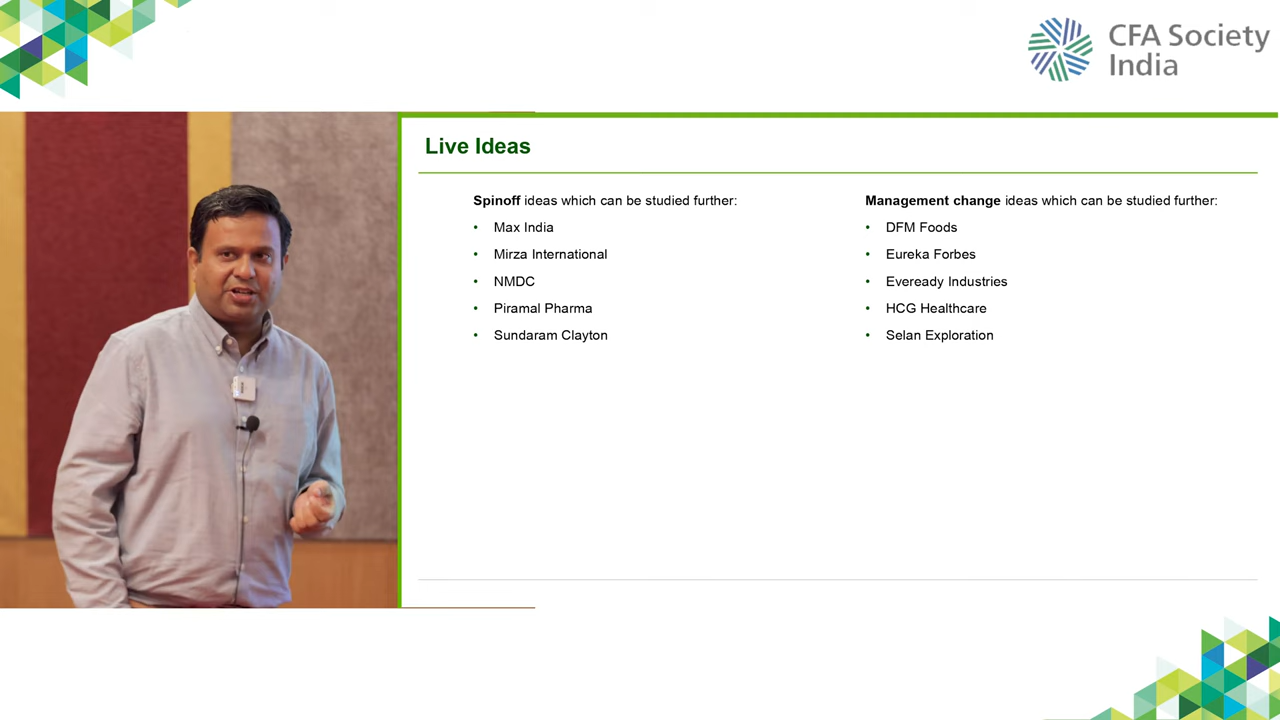 CFA Society
India
Live Ideas
Spinoff ideas which can be studied further:
• Max India
• Mirza International
• NMDC
• Piramal Pharma
• Sundaram Clayton
Management change ideas which can be studied further:
• DFM Foods
• Eureka Forbes
• Eveready Industries
• HCG Healthcare
• Selan Exploration